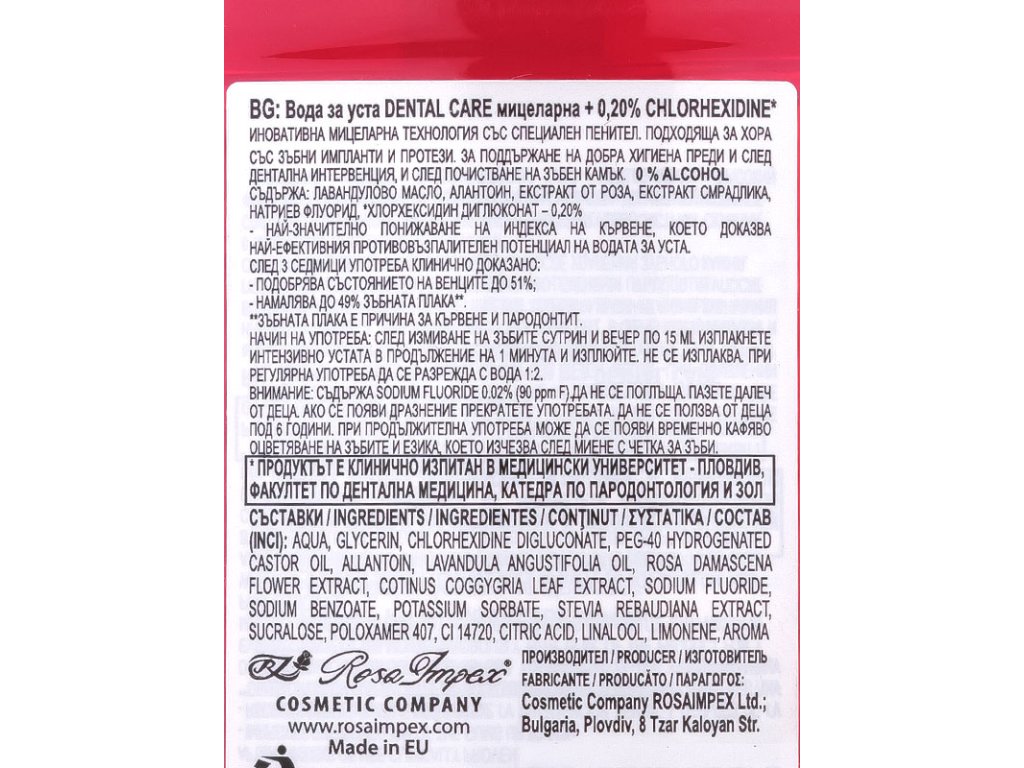 BG: Вода за уста DENTAL CARE мицеларна + 0,20% CHLORHEXIDINE*
ИНОВАТИВНА МИЦЕЛАРНА ТЕХНОЛОГИЯ СЪС СПЕЦИАЛЕН ПЕНИТЕЛ. ПОДХОДЯЩА ЗА ХОРА
СЪС ЗЪБНИ ИМПЛАНТИ И ПРОТЕЗИ. ЗА ПОДДЪРЖАНЕ НА ДОБРА ХИГИЕНА ПРЕДИ И СЛЕД
ДЕНТАЛНА ИНТЕРВЕНЦИЯ, И СЛЕД ПОЧИСТВАНЕ НА ЗЪБЕН КАМЪК. 0 % ALCOHOL
СЪДЪРЖА: ЛАВАНДУЛОВО МАСЛО, АЛАНТОИН, ЕКСТРАКТ ОТ РОЗА, ЕКСТРАКТ СМРАДЛИКА,
НАТРИЕВ ФЛУОРИД, *ХЛОРХЕКСИДИН ДИГЛЮКОНАТ – 0,20%
- НАЙ-ЗНАЧИТЕЛНО ПОНИЖАВАНЕ НА ИНДЕКСА НА КЪРВЕНЕ, КОЕТО ДОКАЗВА
НАЙ-ЕФЕКТИВНИЯ ПРОТИВОВЪЗПАЛИТЕЛЕН ПОТЕНЦИАЛ НА ВОДАТА ЗА УСТА.
СЛЕД 3 СЕДМИЦИ УПОТРЕБА КЛИНИЧНО ДОКАЗАНО:
- ПОДОБРЯВА СЪСТОЯНИЕТО НА ВЕНЦИТЕ ДО 51%;
- НАМАЛЯВА ДО 49% ЗЪБНАТА ПЛАКА**.
**ЗЪБНАТА ПЛАКА Е ПРИЧИНА ЗА КЪРВЕНЕ И ПАРОДОНТИТ.
НАЧИН НА УПОТРЕБА: СЛЕД ИЗМИВАНЕ НА ЗЪБИТЕ СУТРИН И ВЕЧЕР ПО 15 ML ИЗПЛАКНЕТЕ
ИНТЕНЗИВНО УСТАТА В ПРОДЪЛЖЕНИЕ НА 1 МИНУТА И ИЗПЛЮЙТЕ. НЕ СЕ ИЗПЛАКВА. ПРИ
РЕГУЛЯРНА УПОТРЕБА ДА СЕ РАЗРЕЖДА С ВОДА 1:2.
ВНИМАНИЕ: СЪДЪРЖА SODIUM FLUORIDE 0.02% (90 ppm F).ДА НЕ СЕ ПОГЛЪЩА. ПАЗЕТЕ ДАЛЕЧ
ОТ ДЕЦА. АКО СЕ ПОЯВИ ДРАЗНЕНИЕ ПРЕКРАТЕТЕ УПОТРЕБАТА. ДА НЕ СЕ ПОЛЗВА ОТ ДЕЦА
ПОД 6 ГОДИНИ. ПРИ ПРОДЪЛЖИТЕЛНА УПОТРЕБА МОЖЕ ДА СЕ ПОЯВИ ВРЕМЕННО КАФЯВО
ОЦВЕТЯВАНЕ НА ЗЪБИТЕ И ЕЗИКА, КОЕТО ИЗЧЕЗВА СЛЕД МИЕНЕ С ЧЕТКА ЗА ЗЪБИ.
* ПРОДУКТЪТ Е КЛИНИЧНО ИЗПИТАН В МЕДИЦИНСКИ УНИВЕРСИТЕТ - ПЛОВДИВ,
ФАКУЛТЕТ ПО ДЕНТАЛНА МЕДИЦИНА, КАТЕДРА ПО ПАРОДОНТОЛОГИЯ И ЗОЛ
СЪСТАВКИ / INGREDIENTS / INGREDIENTES / CONŢINUT / ΣΥΣΤΑΤΙΚΑ / СОСТАВ
(INCI): AQUA, GLYCERIN, CHLORHEXIDINE DIGLUCONATE, PEG-40 HYDROGENATED
CASTOR OIL, ALLANTOIN, LAVANDULA ANGUSTIFOLIA OIL, ROSA DAMASCENA
FLOWER EXTRACT, COTINUS COGGYGRIA LEAF EXTRACT, SODIUM FLUORIDE,
SODIUM BENZOATE, POTASSIUM SORBATE, STEVIA REBAUDIANA EXTRACT,
SUCRALOSE, POLOXAMER 407, CI 14720, CITRIC ACID, LINALOOL, LIMONENE, AROMA
RL Rosa Impex®
COSMETIC COMPANY
www.rosaimpex.com
Made in EU
ПРОИЗВОДИТЕЛ / PRODUCER / ИЗГОТОВИТЕЛЬ
FABRICANTE / PRODUCĂTO / ΠΑΡΑΓΩΓΟΣ:
Cosmetic Company ROSAIMPEX Ltd.;
Bulgaria, Plovdiv, 8 Tzar Kaloyan Str.